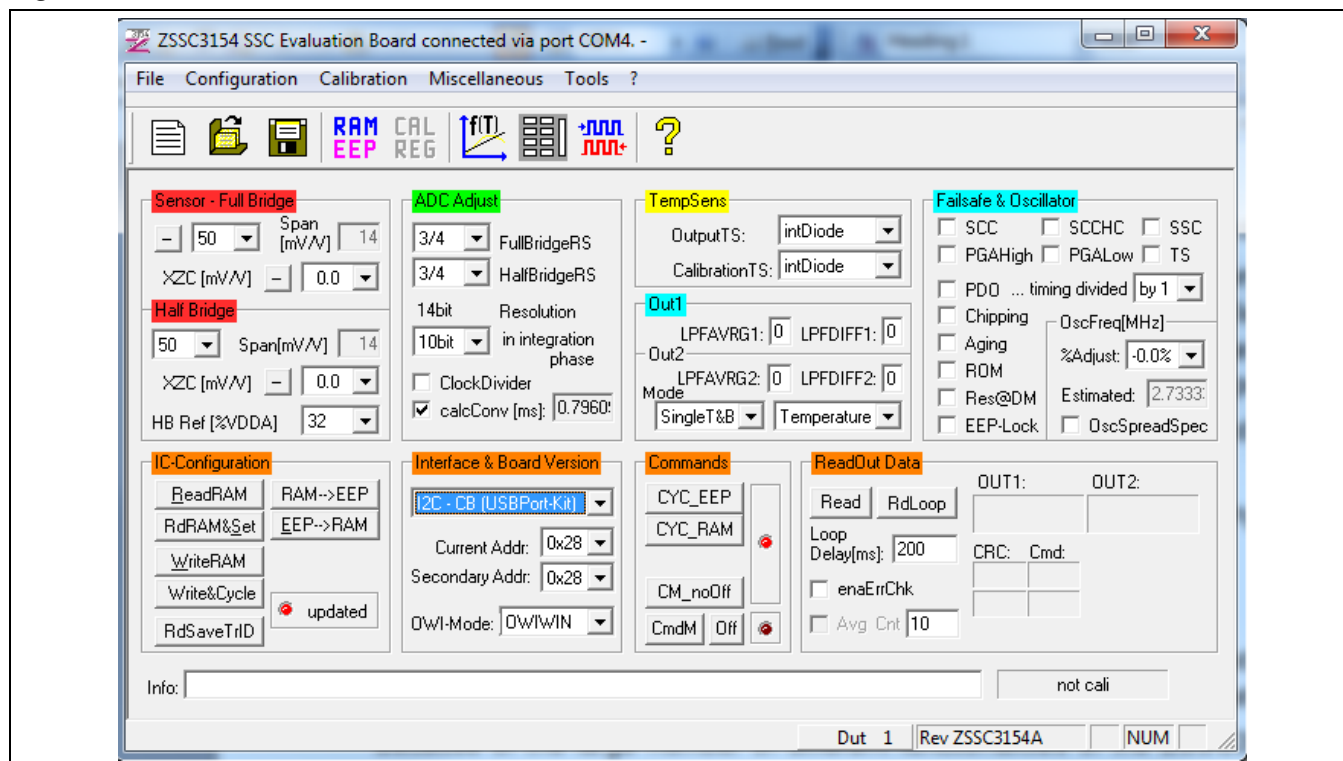 ZSSC3154 SSC Evaluation Board connected via port COM4. -
File Configuration Calibration Miscellaneous Tools ?
RAM EEP CAL REG f(T) ?
Sensor - Full Bridge
- 50 Span [mV/V] 14
XZC [mV/V] - 0.0
Half Bridge
50 Span[mV/V] 14
XZC [mV/V] - 0.0
HB Ref [%VDDA] 32
ADC Adjust
3/4 FullBridgeRS
3/4 HalfBridgeRS
14bit Resolution
10bit in integration phase
ClockDivider
calcConv [ms]: 0.7960
TempSens
OutputTS: intDiode
CalibrationTS: intDiode
Out1
LPFAVRG1: 0 LPFDIFF1: 0
Out2
LPFAVRG2: 0 LPFDIFF2: 0
Mode
SingleT&B Temperature
Failsafe & Oscillator
SCC SCCHC SSC
PGAHigh PGALow TS
PDO ... timing divided by 1
Chipping
Aging
ROM
Res@DM
EEP-Lock
OscFreq[MHz]
%Adjust: -0.0%
Estimated: 2.7333
OscSpreadSpec
IC-Configuration
ReadRAM RAM-->EEP
RdRAM&Set EEP-->RAM
WriteRAM
Write&Cycle
updated
RdSaveTrID
Interface & Board Version
I2C - CB (USBPort-Kit)
Current Addr: 0x28
Secondary Addr: 0x28
OWI-Mode: OWIWIN
Commands
CYC_EEP
CYC_RAM
CM_noOff
CmdM Off
ReadOut Data
Read RdLoop
Loop
Delay[ms]: 200
enaErrChk
Avg Cnt 10
OUT1: OUT2:
CRC: Cmd:
Info:
not cali
Dut 1 Rev ZSSC3154A NUM